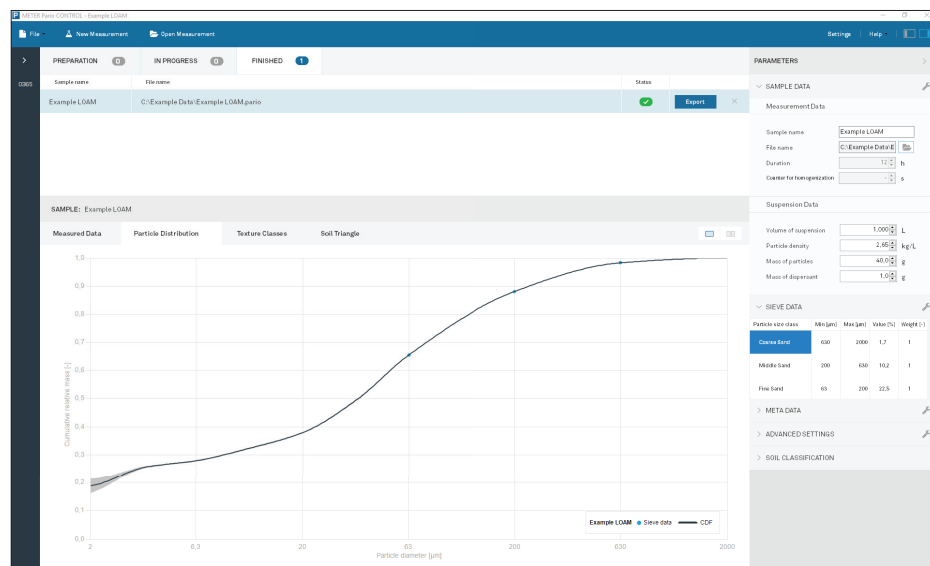 METER Pario CONTROL - Example LOAM
File New Measurement Open Measurement Settings Help
PREPARATION 0 IN PROGRESS 0 FINISHED 1
0365
Sample name File name Status
Example LOAM C:\Example Data\Example LOAM.pario Export
SAMPLE: Example LOAM
Measured Data Particle Distribution Texture Classes Soil Triangle
1,0
0,9
0,8
0,7
0,6
0,5
0,4
0,3
0,2
0,1
0,0
Cumulative relative mass [-]
2 6,3 20 63 200 630 2000
Particle diameter [µm]
Example LOAM Sieve data CDF
PARAMETERS
SAMPLE DATA
Measurement Data
Sample name Example LOAM
File name C:\Example Data\E
Duration 12 h
Counter for homogenization - s
Suspension Data
Volume of suspension 1,000 L
Particle density 2,65 kg/L
Mass of particles 40,0 g
Mass of dispersant 1,0 g
SIEVE DATA
Particle size class Min [µm] Max [µm] Value [%] Weight [-]
Coarse Sand 630 2000 1,7 1
Middle Sand 200 630 10,2 1
Fine Sand 63 200 22,5 1
META DATA
ADVANCED SETTINGS
SOIL CLASSIFICATION